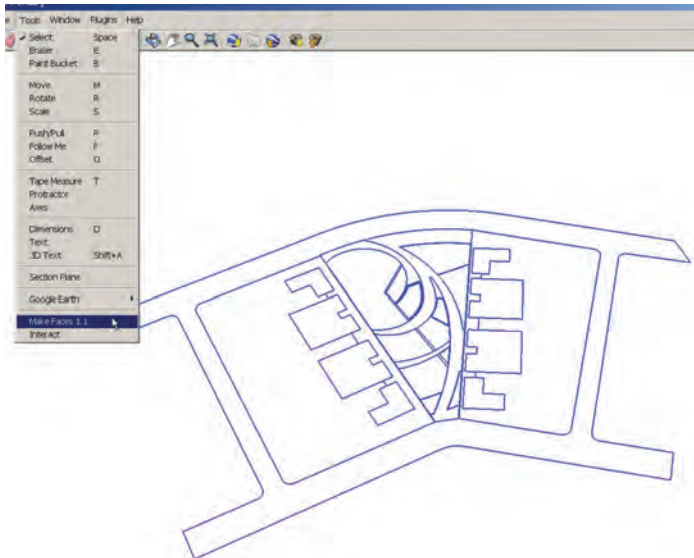 Tools Window Plugins Help
✓ Select Space
Eraser E
Paint Bucket B
Move M
Rotate R
Scale S
Push/Pull P
Follow Me F
Offset O
Tape Measure T
Protractor
Axes
Dimensions D
Text
3D Text Shift+A
Section Plane
Google Earth
Make Faces 1.1
Interact